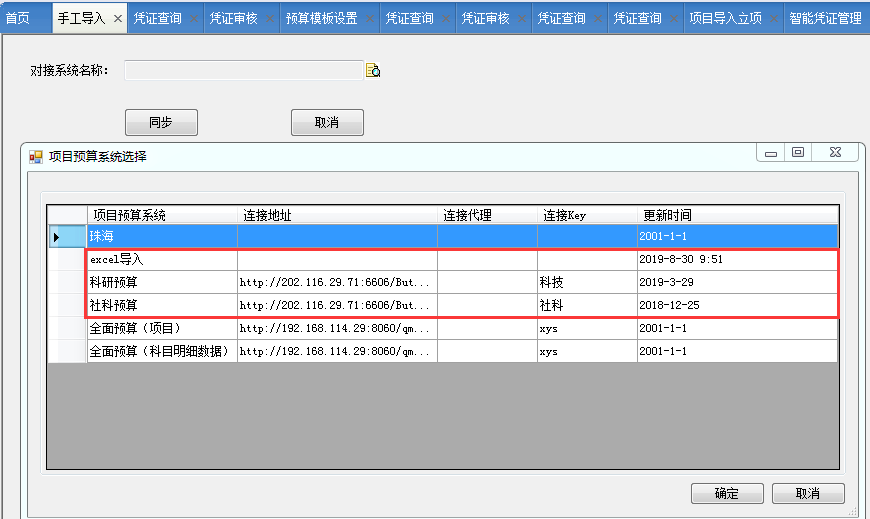 首页 手工导入 凭证查询 凭证审核 预算模板设置 凭证查询 凭证审核 凭证查询 凭证查询 项目导入立项 智能凭证管理
对接系统名称：
同步 取消
项目预算系统选择
项目预算系统 连接地址 连接代理 连接Key 更新时间
珠海 2001-1-1
excel导入 2019-8-30 9:51
科研预算 http://202.116.29.71:6606/But... 科技 2019-3-29
社科预算 http://202.116.29.71:6606/But... 社科 2018-12-25
全面预算（项目） http://192.168.114.29:8060/qm... xys 2001-1-1
全面预算（科目明细数据） http://192.168.114.29:8060/qm... xys 2001-1-1
确定 取消